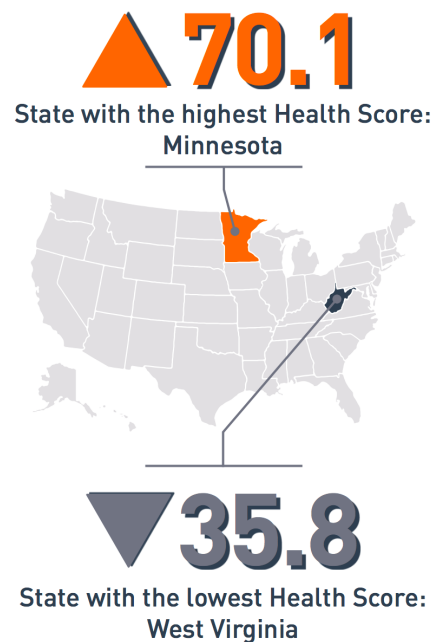 70.1
State with the highest Health Score:
Minnesota
35.8
State with the lowest Health Score:
West Virginia